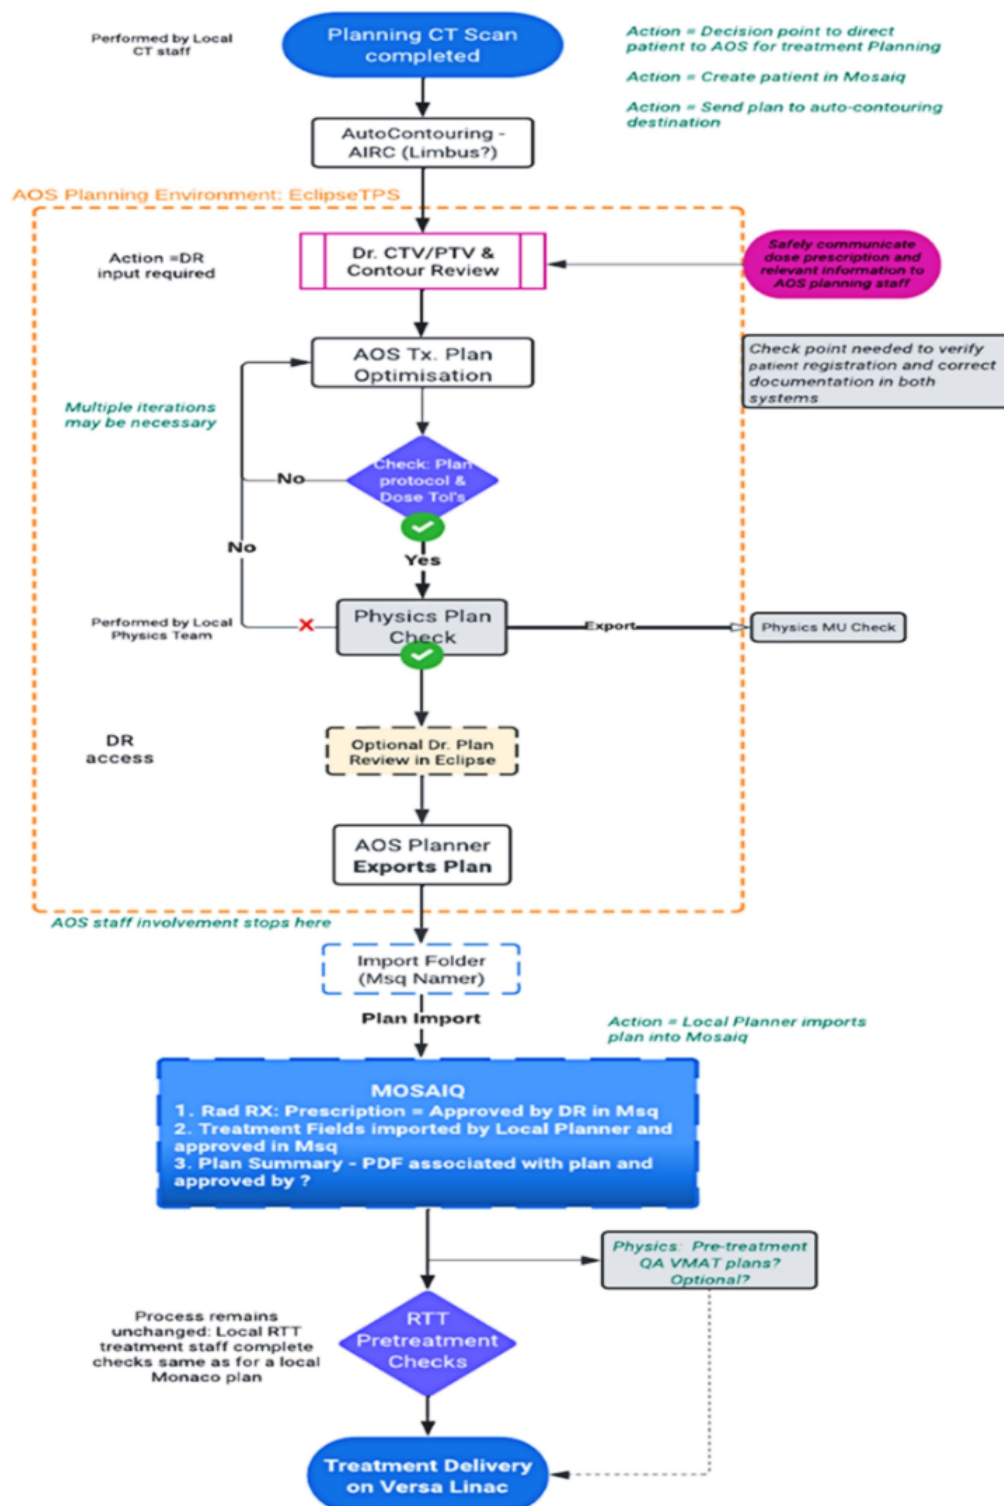 Performed by Local
CT staff
Planning CT Scan
completed
Action = Decision point to direct
patient to AOS for treatment Planning
Action = Create patient in Mosaiq
Action = Send plan to auto-contouring
destination
AutoContouring -
AIRC (Limbus?)
AOS Planning Environment: EclipseTPS
Action =DR
input required
Dr. CTV/PTV &
Contour Review
Safely communicate
dose prescription and
relevant information to
AOS planning staff
AOS Tx. Plan
Optimisation
Check point needed to verify
patient registration and correct
documentation in both
systems
Multiple iterations
may be necessary
Check: Plan
protocol &
Dose Tol's
No
No
Yes
Performed by Local
Physics Team
Physics Plan
Check
Export
Physics MU Check
DR
access
Optional Dr. Plan
Review in Eclipse
AOS Planner
Exports Plan
AOS staff involvement stops here
Import Folder
(Msq Namer)
Plan Import
Action = Local Planner imports
plan into Mosaiq
MOSAIQ
1. Rad RX: Prescription = Approved by DR in Msq
2. Treatment Fields imported by Local Planner and
approved in Msq
3. Plan Summary - PDF associated with plan and
approved by ?
Physics: Pre-treatment
QA VMAT plans?
Optional?
Process remains
unchanged: Local RTT
treatment staff complete
checks same as for a local
Monaco plan
RTT
Pretreatment
Checks
Treatment Delivery
on Versa Linac